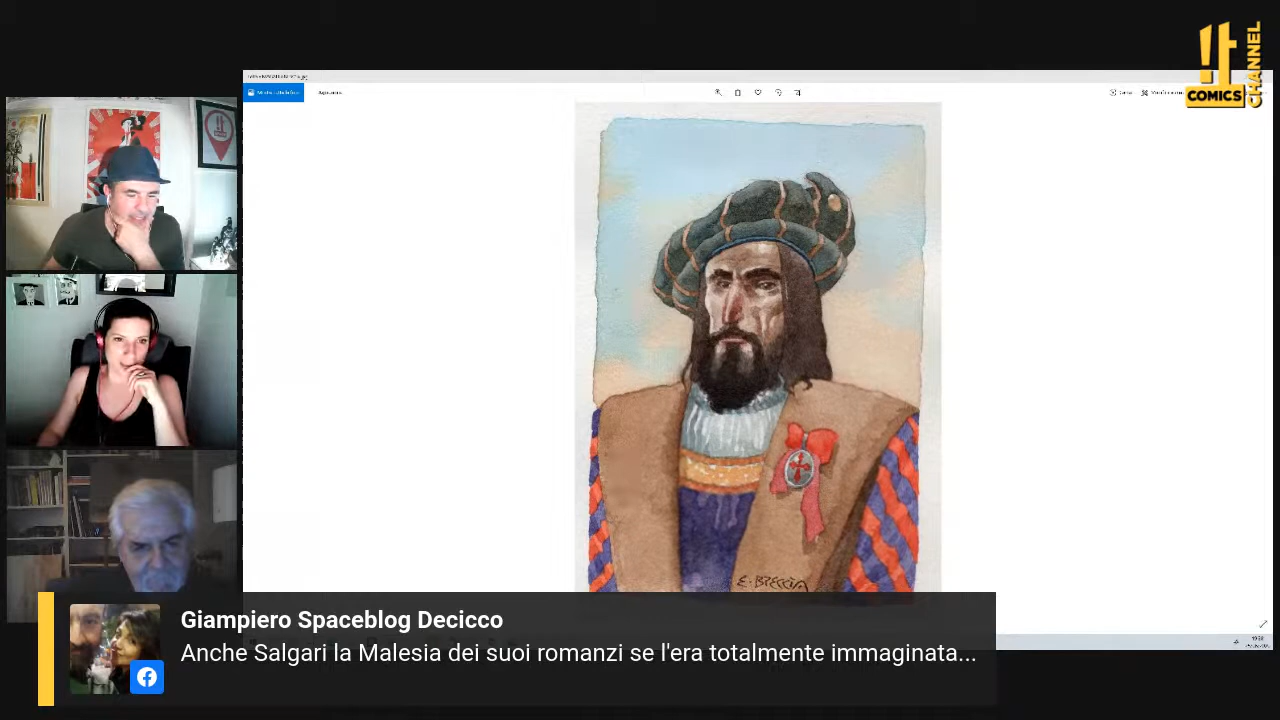 !t
COMICS
CHANNEL
E. BRECCIA
Giampiero Spaceblog Decicco
Anche Salgari la Malesia dei suoi romanzi se l'era totalmente immaginata...